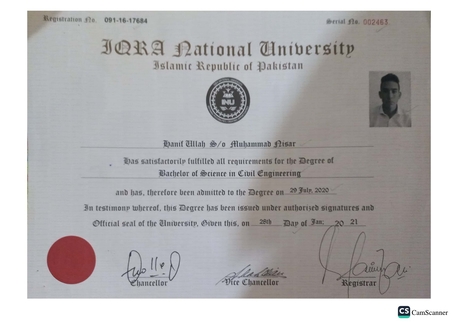 Registration No. 091-16-17684 Serial No. 002463
IQRA National University
Islamic Republic of Pakistan
INU
Hanif Ullah S/o Muhammad Nisar
Has satisfactorily fulfilled all requirements for the Degree of
Bachelor of Science in Civil Engineering
and has, therefore been admitted to the Degree on 29 July, 2020
In testimony whereof, this Degree has been issued under authorized signatures and
Official seal of the University. Given this, on 28th Day of Jan; 20 21
Chancellor Vice Chancellor Registrar
CS CamScanner